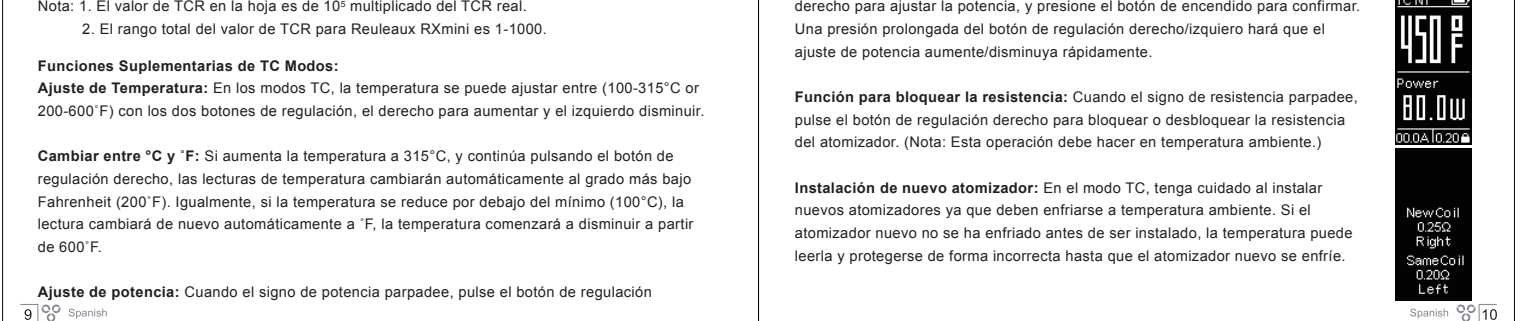 Nota: 1. El valor de TCR en la hoja es de 10⁵ multiplicado del TCR real.
2. El rango total del valor de TCR para Reuleaux RXmini es 1-1000.
Funciones Suplementarias de TC Modos:
Ajuste de Temperatura: En los modos TC, la temperatura se puede ajustar entre (100-315°C or
200-600˚F) con los dos botones de regulación, el derecho para aumentar y el izquierdo disminuir.
Cambiar entre °C y ˚F: Si aumenta la temperatura a 315°C, y continúa pulsando el botón de
regulación derecho, las lecturas de temperatura cambiarán automáticamente al grado más bajo
Fahrenheit (200˚F). Igualmente, si la temperatura se reduce por debajo del mínimo (100°C), la
lectura cambiará de nuevo automáticamente a ˚F, la temperatura comenzará a disminuir a partir
de 600˚F.
Ajuste de potencia: Cuando el signo de potencia parpadee, pulse el botón de regulación
9 Spanish
derecho para ajustar la potencia, y presione el botón de encendido para confirmar.
Una presión prolongada del botón de regulación derecho/izquiero hará que el
ajuste de potencia aumente/disminuya rápidamente.
Función para bloquear la resistencia: Cuando el signo de resistencia parpadee,
pulse el botón de regulación derecho para bloquear o desbloquear la resistencia
del atomizador. (Nota: Esta operación debe hacer en temperatura ambiente.)
Instalación de nuevo atomizador: En el modo TC, tenga cuidado al instalar
nuevos atomizadores ya que deben enfriarse a temperatura ambiente. Si el
atomizador nuevo no se ha enfriado antes de ser instalado, la temperatura puede
leerla y protegerse de forma incorrecta hasta que el atomizador nuevo se enfríe.
450°F
Power
80.0W
00.0A 0.20
New Coil
0.25Ω
Right
Same Coil
0.20Ω
Left
Spanish 10